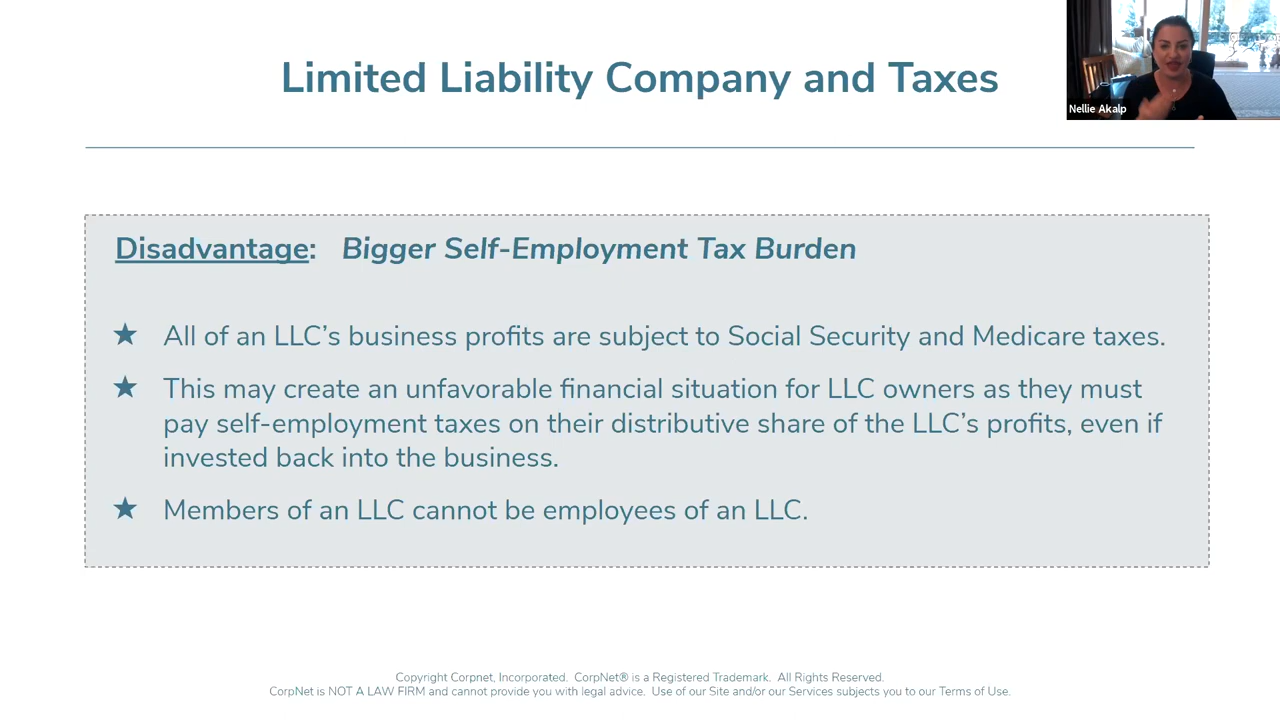 Limited Liability Company and Taxes
Nellie Akalp
Disadvantage: Bigger Self-Employment Tax Burden
★ All of an LLC’s business profits are subject to Social Security and Medicare taxes.
★ This may create an unfavorable financial situation for LLC owners as they must
pay self-employment taxes on their distributive share of the LLC’s profits, even if
invested back into the business.
★ Members of an LLC cannot be employees of an LLC.
Copyright Corpnet, Incorporated. CorpNet® is a Registered Trademark. All Rights Reserved.
CorpNet is NOT A LAW FIRM and cannot provide you with legal advice. Use of our Site and/or our Services subjects you to our Terms of Use.